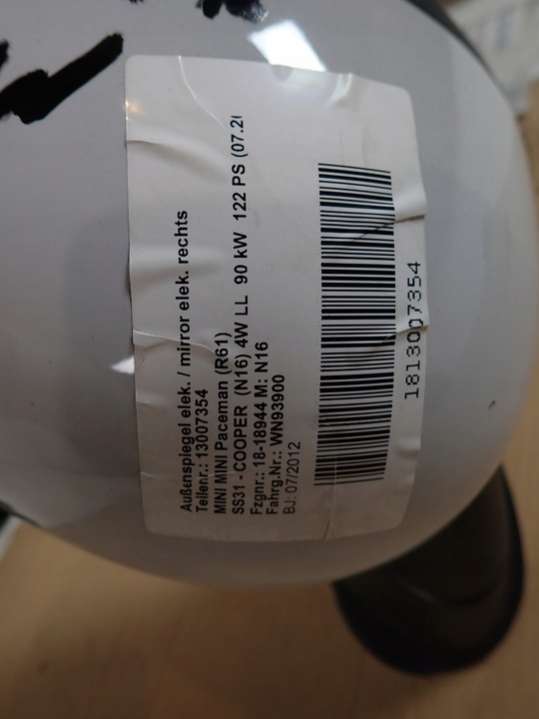 Außenspiegel elek. / mirror elek. rechts
Teilenr.: 13007354
MINI MINI Paceman (R61)
SS31 - COOPER (N16) 4W LL 90 kW 122 PS (07.20
Fzgnr.: 18-18944 M: N16
Fahrg.Nr.: WN93900
BJ: 07/2012
1813007354